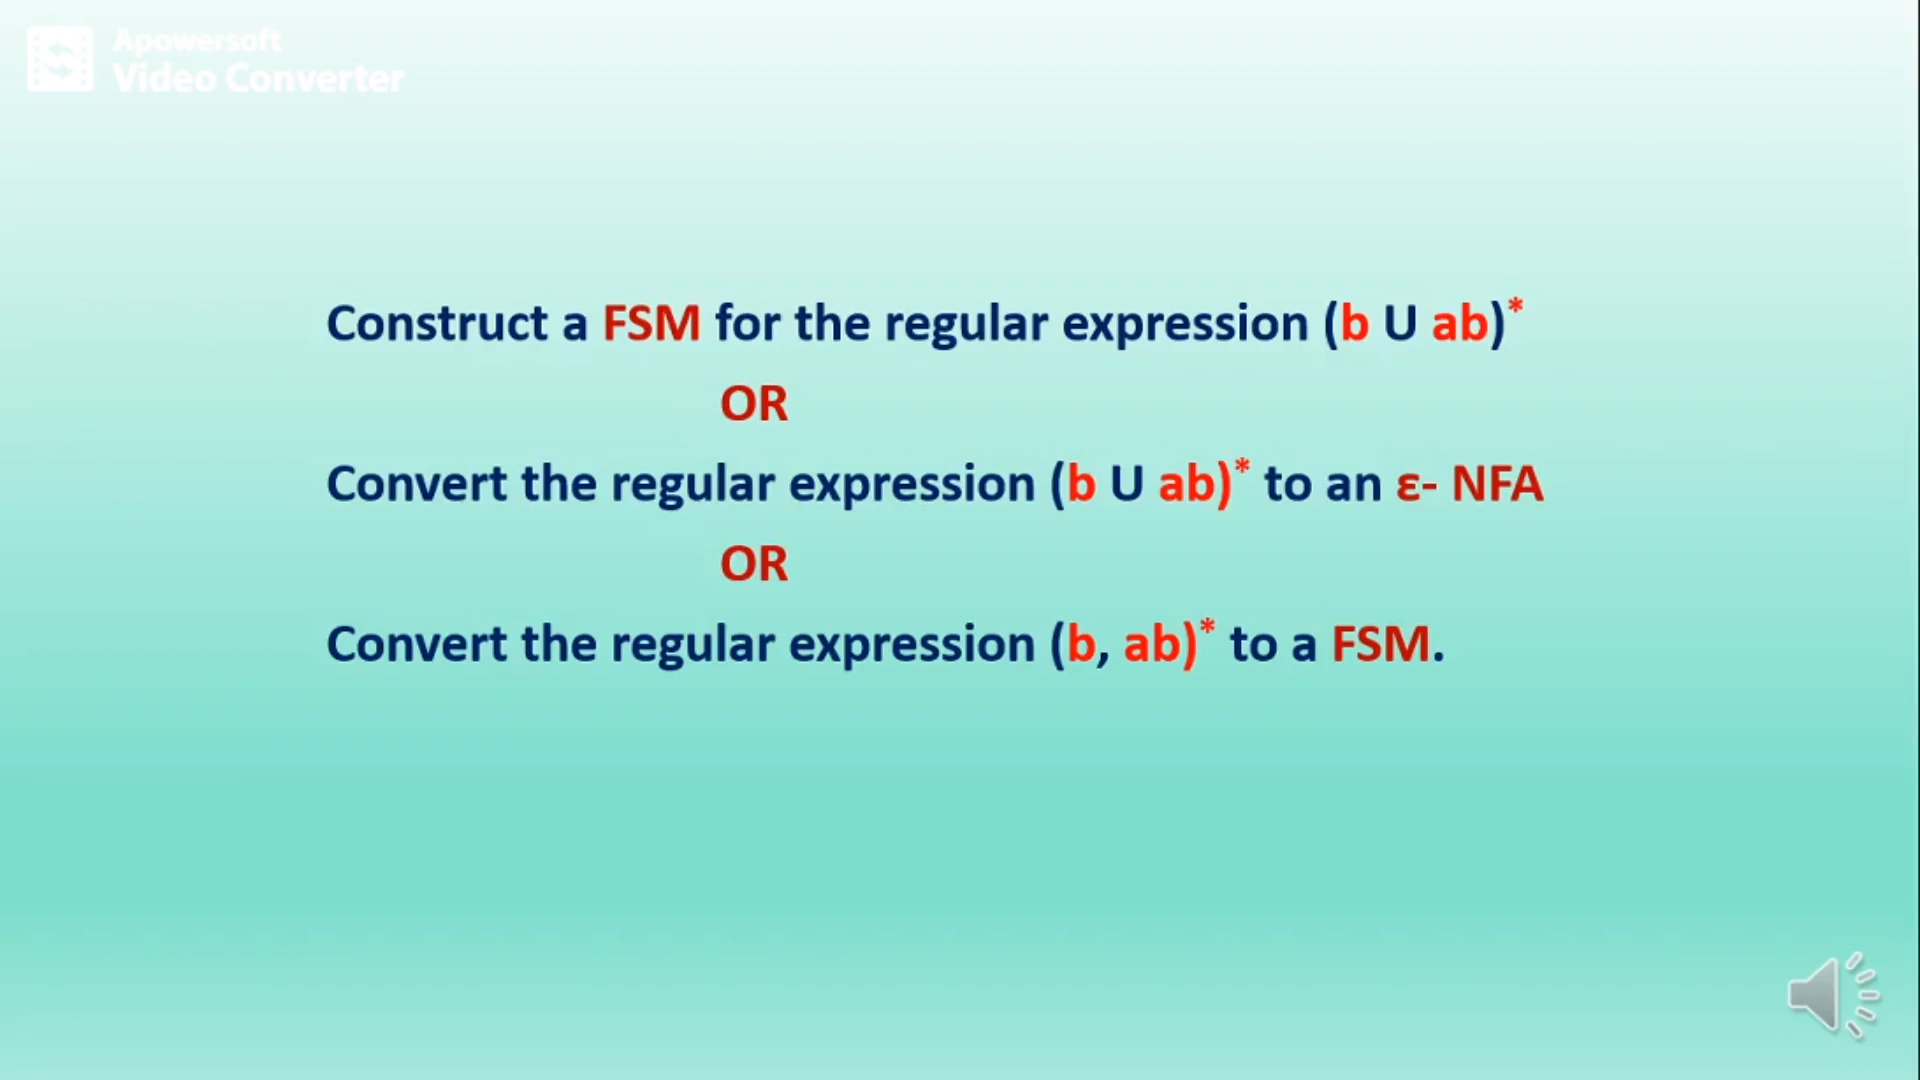 Apowersoft
Video Converter
Construct a FSM for the regular expression (b U ab)*
OR
Convert the regular expression (b U ab)* to an ε- NFA
OR
Convert the regular expression (b, ab)* to a FSM.